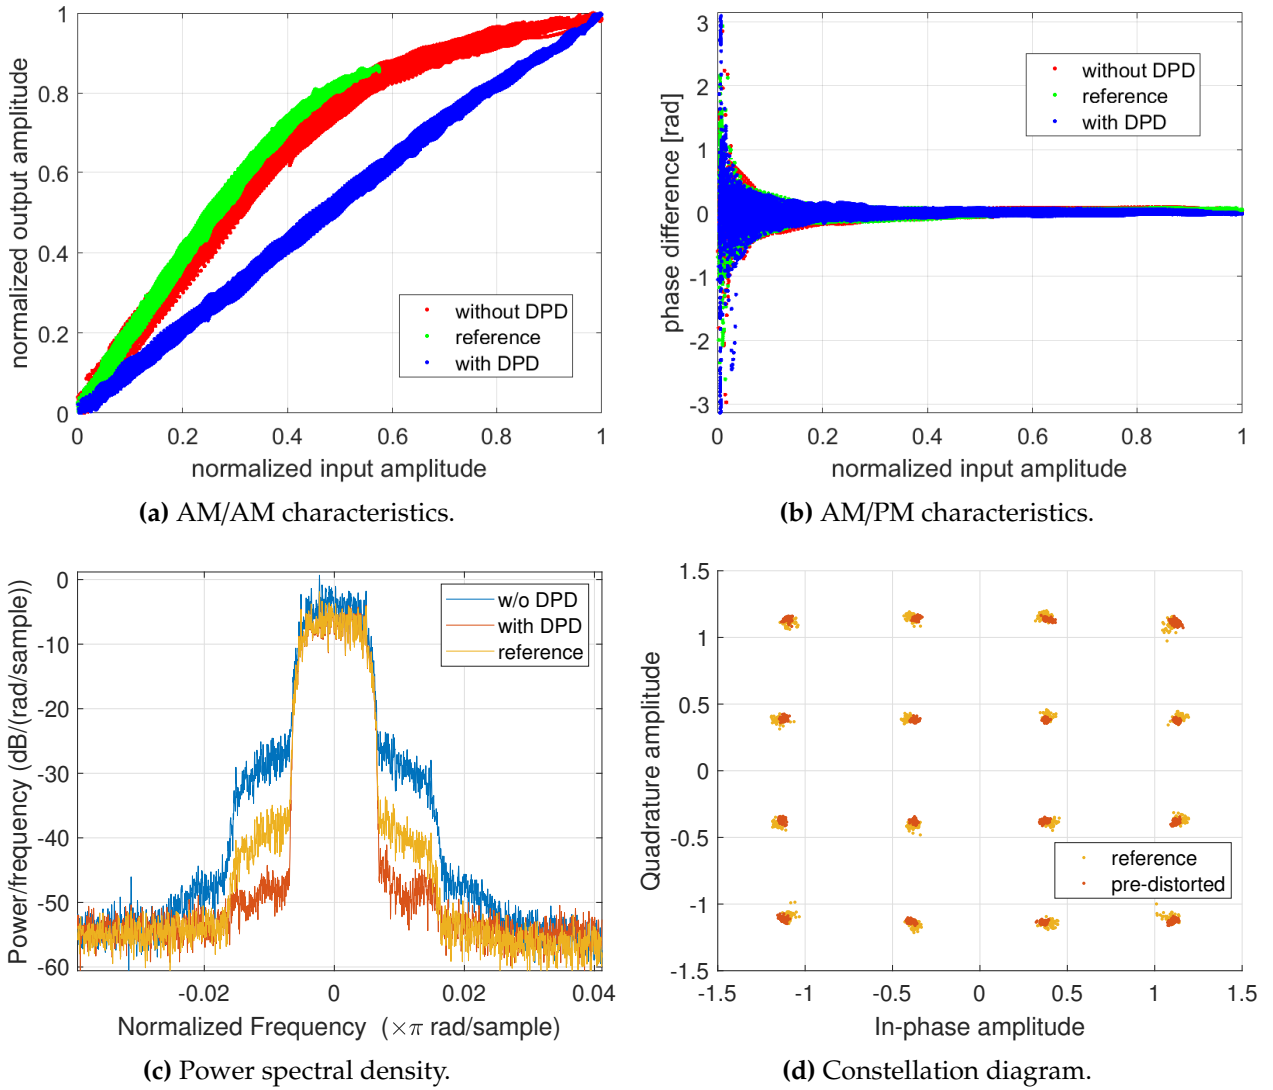 1
0.8
0.6
0.4
0.2
0
normalized output amplitude
without DPD
reference
with DPD
0
0.2
0.4
0.6
0.8
1
normalized input amplitude
(a) AM/AM characteristics.
3
2
1
0
-1
-2
-3
phase difference [rad]
without DPD
reference
with DPD
0
0.2
0.4
0.6
0.8
1
normalized input amplitude
(b) AM/PM characteristics.
0
-10
-20
-30
-40
-50
-60
Power/frequency (dB/(rad/sample))
w/o DPD
with DPD
reference
-0.02
0
0.02
0.04
Normalized Frequency (×π rad/sample)
(c) Power spectral density.
1.5
1
0.5
0
-0.5
-1
-1.5
Quadrature amplitude
reference
pre-distorted
-1.5
-1
-0.5
0
0.5
1
1.5
In-phase amplitude
(d) Constellation diagram.